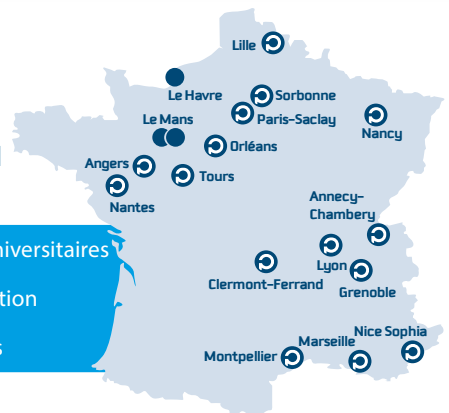 Lille
Le Havre
Sorbonne
Paris-Saclay
Le Mans
Nancy
Orléans
Angers
Tours
Nantes
Annecy-
Chambery
Lyon
Clermont-Ferrand
Grenoble
Nice Sophia
Marseille
Montpellier
niversitaires
tion
s